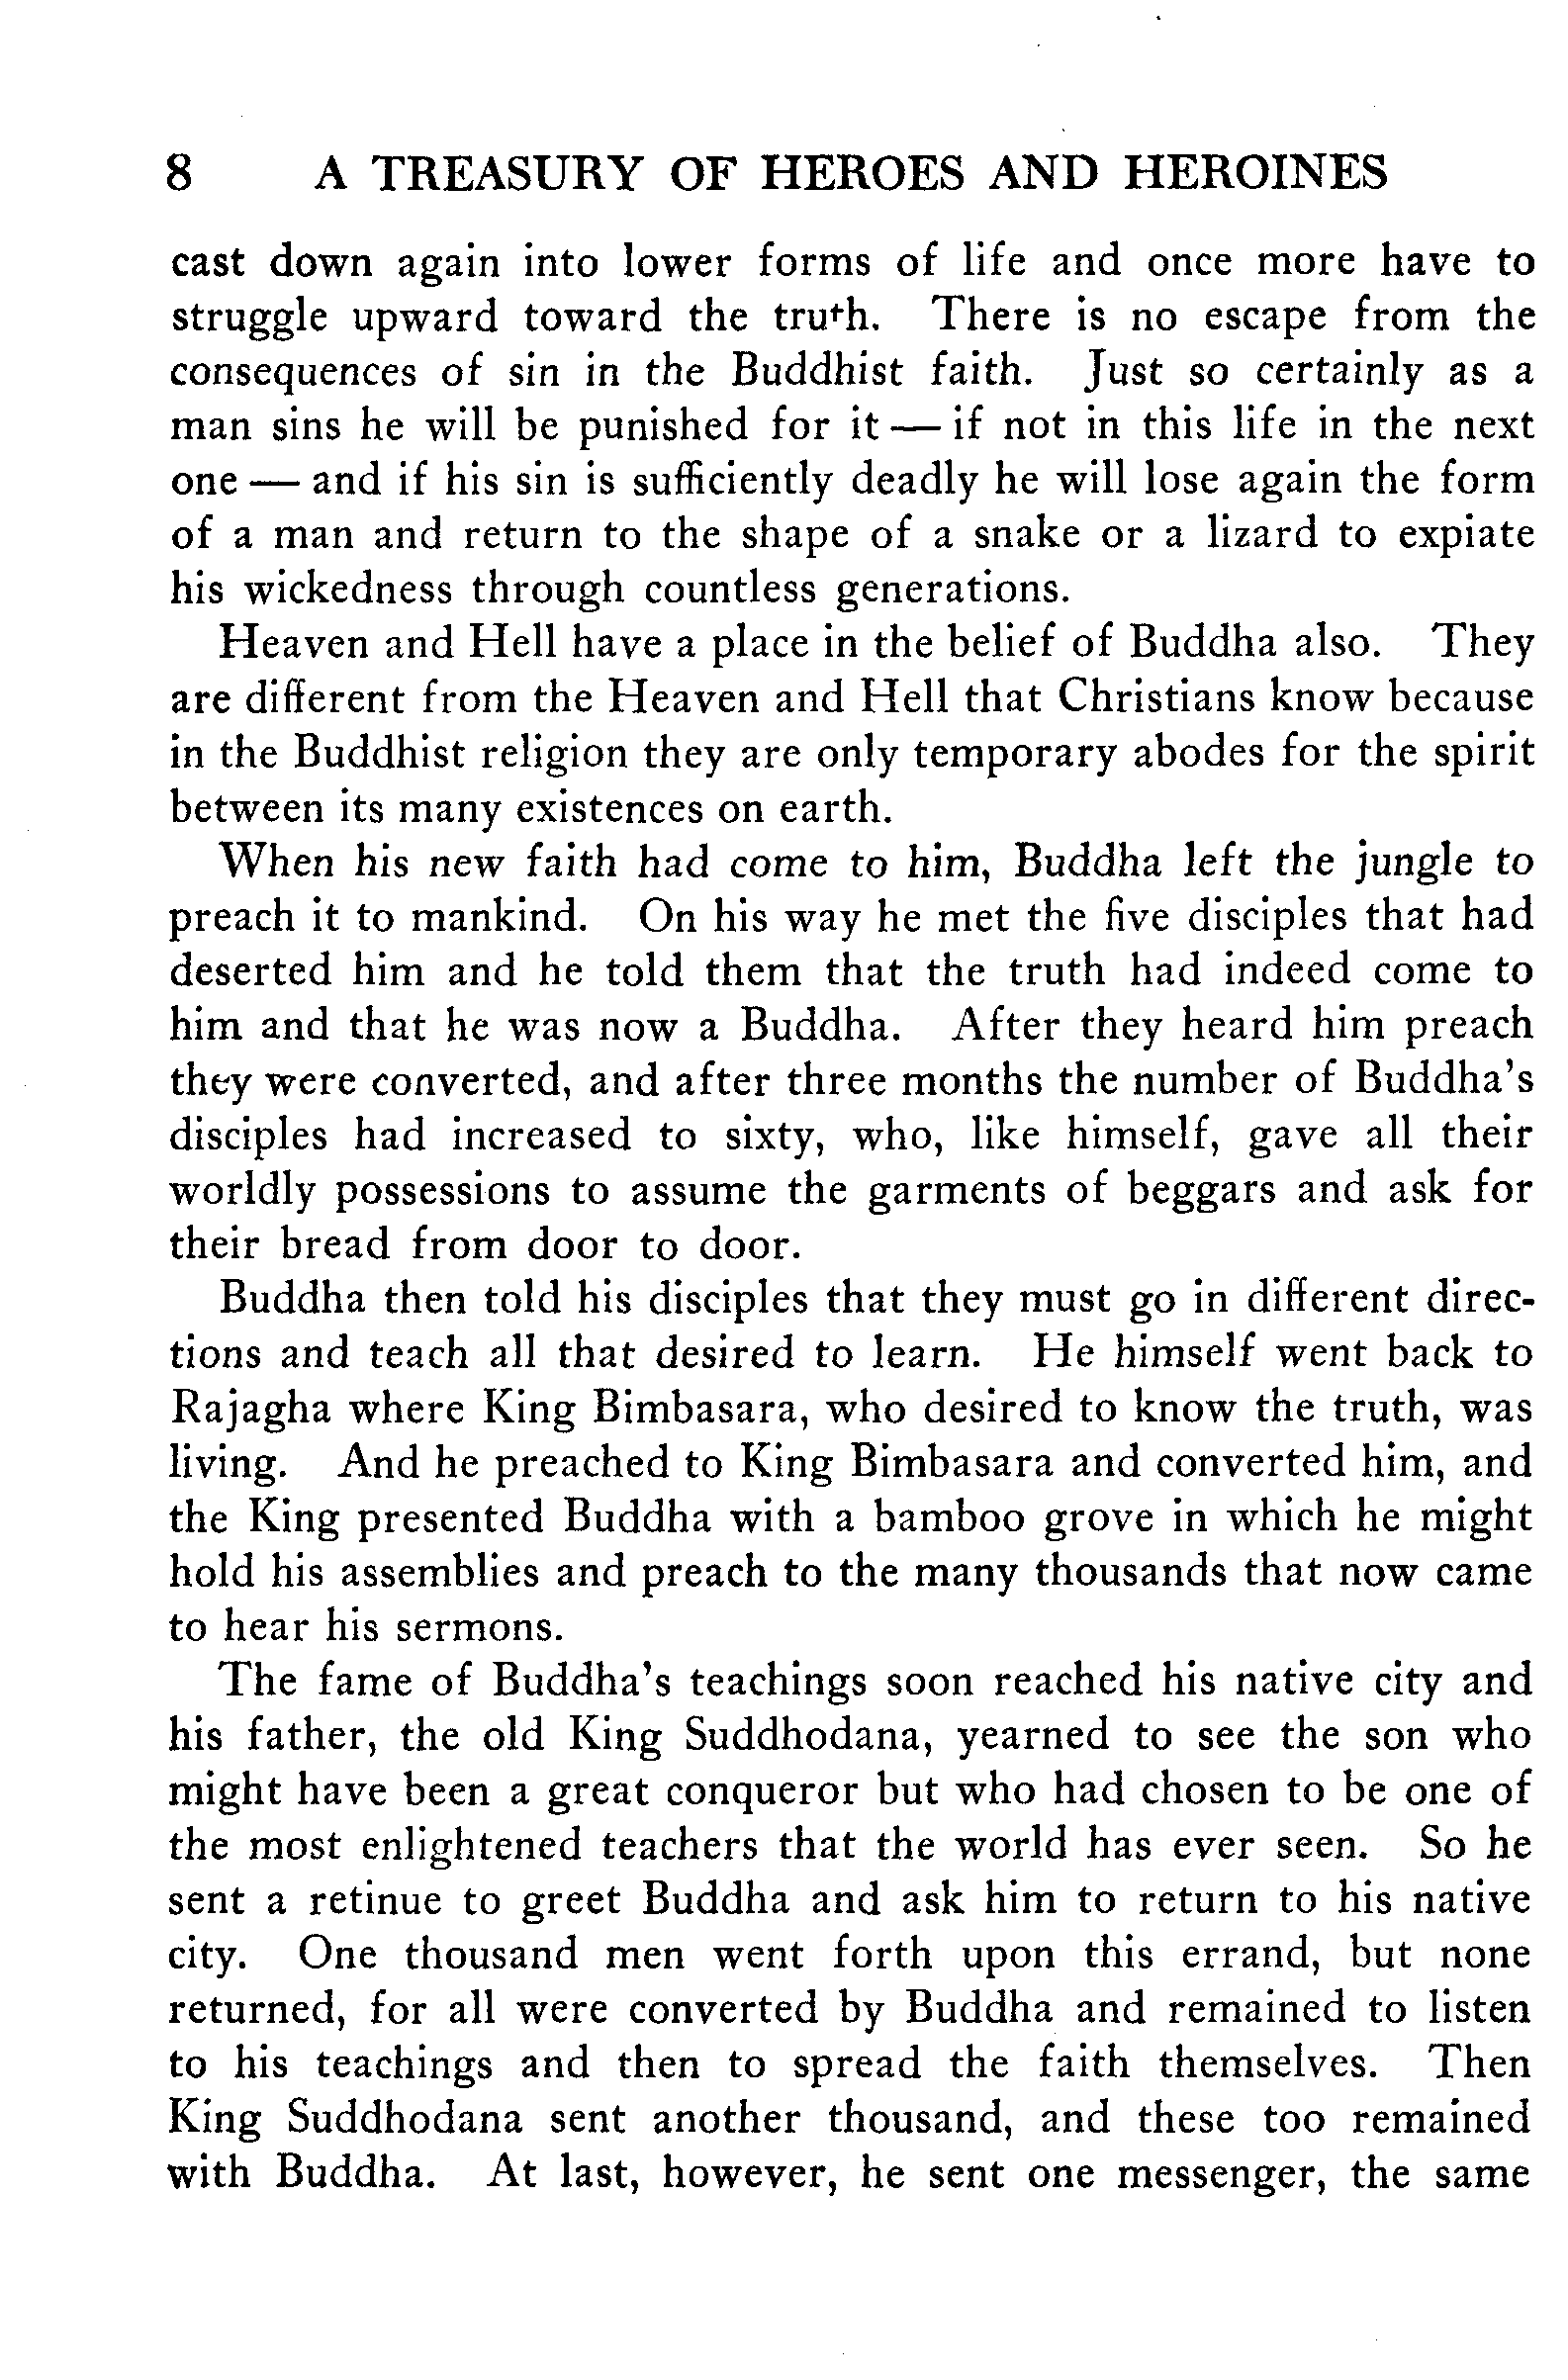 8 A TREASURY OF HEROES AND HEROINES
cast down again into lower forms of life and once more have to
struggle upward toward the truth. There is no escape from the
consequences of sin in the Buddhist faith. Just so certainly as a
man sins he will be punished for it — if not in this life in the next
one — and if his sin is sufficiently deadly he will lose again the form
of a man and return to the shape of a snake or a lizard to expiate
his wickedness through countless generations.
Heaven and Hell have a place in the belief of Buddha also. They
are different from the Heaven and Hell that Christians know because
in the Buddhist religion they are only temporary abodes for the spirit
between its many existences on earth.
When his new faith had come to him, Buddha left the jungle to
preach it to mankind. On his way he met the five disciples that had
deserted him and he told them that the truth had indeed come to
him and that he was now a Buddha. After they heard him preach
they were converted, and after three months the number of Buddha's
disciples had increased to sixty, who, like himself, gave all their
worldly possessions to assume the garments of beggars and ask for
their bread from door to door.
Buddha then told his disciples that they must go in different direc-
tions and teach all that desired to learn. He himself went back to
Rajagha where King Bimbasara, who desired to know the truth, was
living. And he preached to King Bimbasara and converted him, and
the King presented Buddha with a bamboo grove in which he might
hold his assemblies and preach to the many thousands that now came
to hear his sermons.
The fame of Buddha's teachings soon reached his native city and
his father, the old King Suddhodana, yearned to see the son who
might have been a great conqueror but who had chosen to be one of
the most enlightened teachers that the world has ever seen. So he
sent a retinue to greet Buddha and ask him to return to his native
city. One thousand men went forth upon this errand, but none
returned, for all were converted by Buddha and remained to listen
to his teachings and then to spread the faith themselves. Then
King Suddhodana sent another thousand, and these too remained
with Buddha. At last, however, he sent one messenger, the same